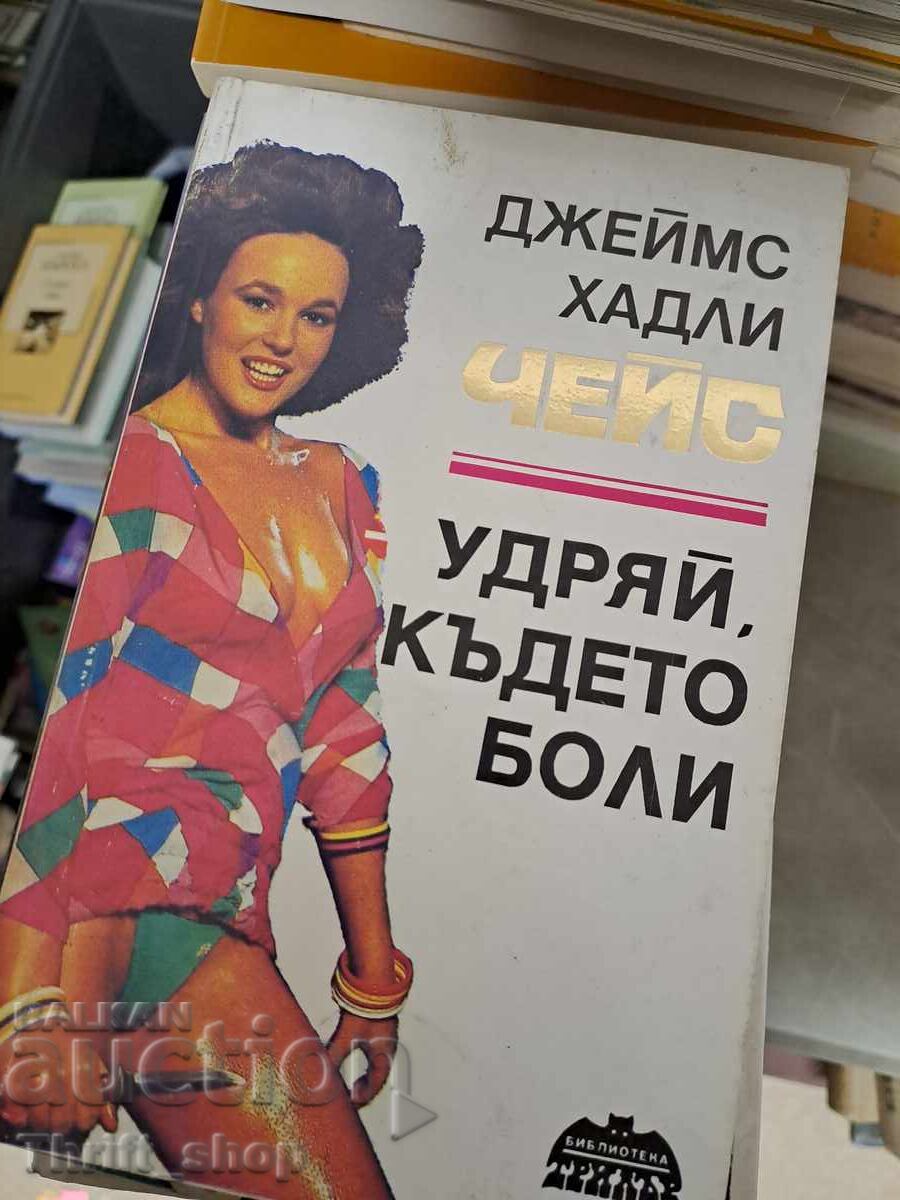 ДЖЕЙМС
ХАДЛИ
ЧЕЙС
УДРЯЙ,
КЪДЕТО
БОЛИ
БИБЛИОТЕКА
BALKAN
auction
Thrift_shop